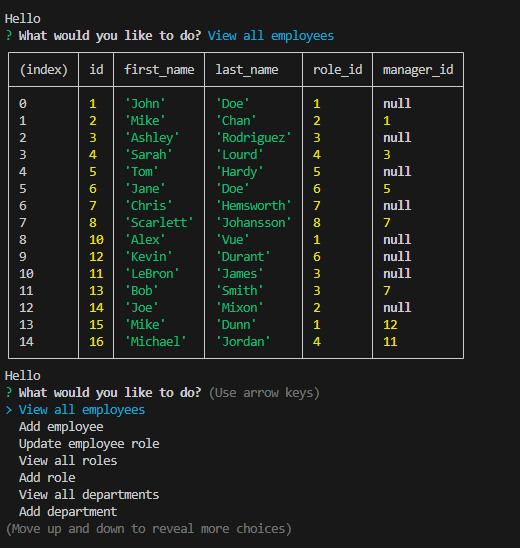 Hello
? What would you like to do? View all employees
(index) id first_name last_name role_id manager_id
0 1 'John' 'Doe' 1 null
1 2 'Mike' 'Chan' 2 1
2 3 'Ashley' 'Rodriguez' 3 null
3 4 'Sarah' 'Lourd' 4 3
4 5 'Tom' 'Hardy' 5 null
5 6 'Jane' 'Doe' 6 5
6 7 'Chris' 'Hemsworth' 7 null
7 8 'Scarlett' 'Johansson' 8 7
8 10 'Alex' 'Vue' 1 null
9 12 'Kevin' 'Durant' 6 null
10 11 'LeBron' 'James' 3 null
11 13 'Bob' 'Smith' 3 7
12 14 'Joe' 'Mixon' 2 null
13 15 'Mike' 'Dunn' 1 12
14 16 'Michael' 'Jordan' 4 11
Hello
? What would you like to do? (Use arrow keys)
> View all employees
Add employee
Update employee role
View all roles
Add role
View all departments
Add department
(Move up and down to reveal more choices)